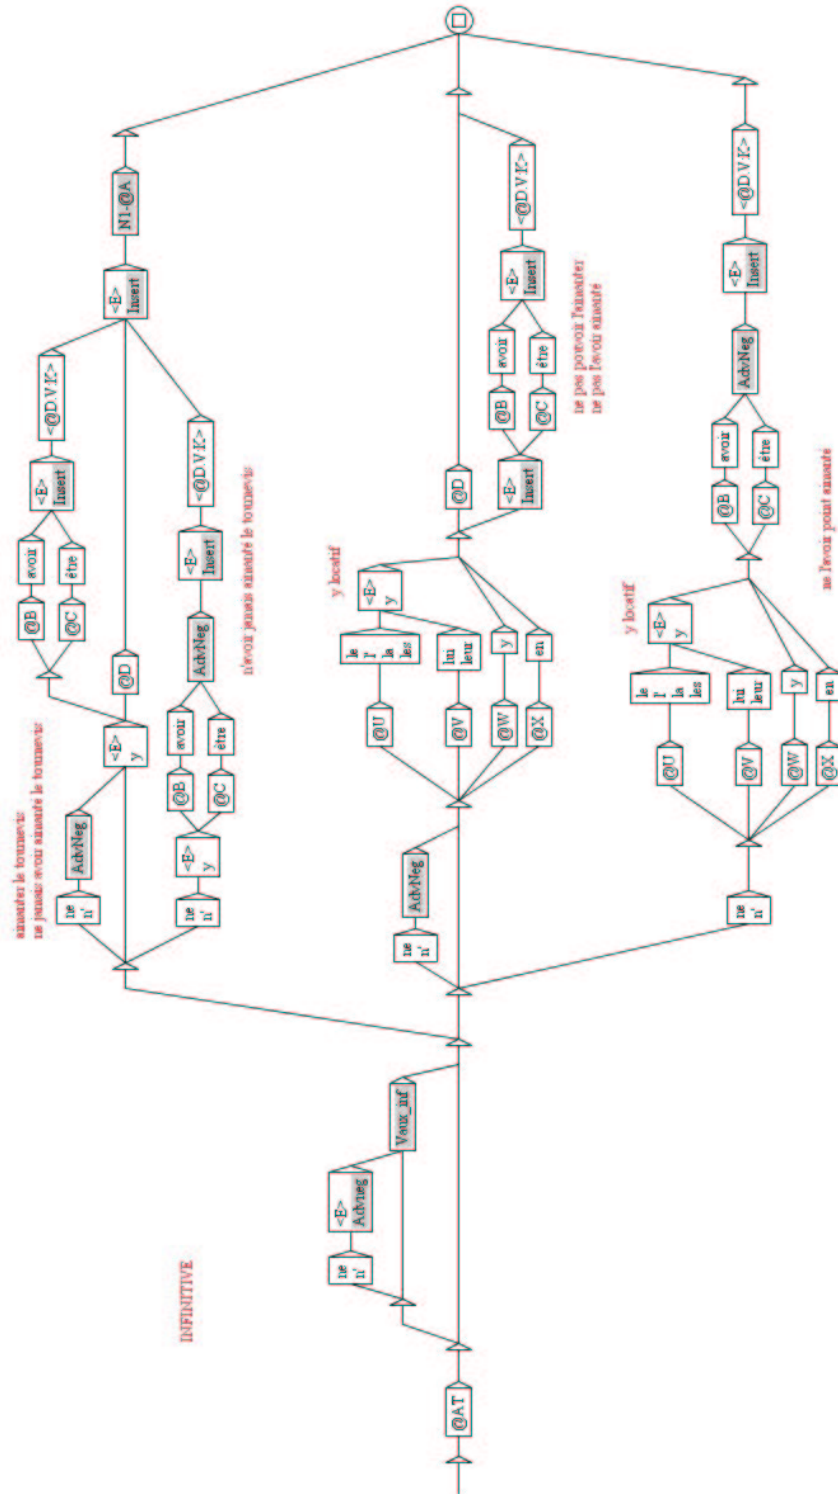 aimanter le tournevis
ne jamais avoir aimanté le tournevis
ne
n'
AdvNeg
<E>
y
@B
avoir
@C
être
<E>
Insert
<@D.V:K>
@D
<E>
Insert
N1-@A
ne
n'
<E>
y
@B
avoir
@C
être
AdvNeg
<E>
Insert
<@D.V:K>
n'avoir jamais aimanté le tournevis
INFINITIVE
@AT
ne
n'
<E>
Advneg
Vaux_inf
ne
n'
AdvNeg
y locatif
@U
le
l'
la
les
<E>
y
@V
lui
leur
@W
y
@X
en
@D
<E>
Insert
@B
avoir
@C
être
<E>
Insert
<@D.V:K>
ne pas pouvoir l'aimanter
ne pas l'avoir aimanté
ne
n'
y locatif
@U
le
l'
la
les
<E>
y
@V
lui
leur
@W
y
@X
en
@B
avoir
@C
être
AdvNeg
<E>
Insert
<@D.V:K>
ne l'avoir point aimanté